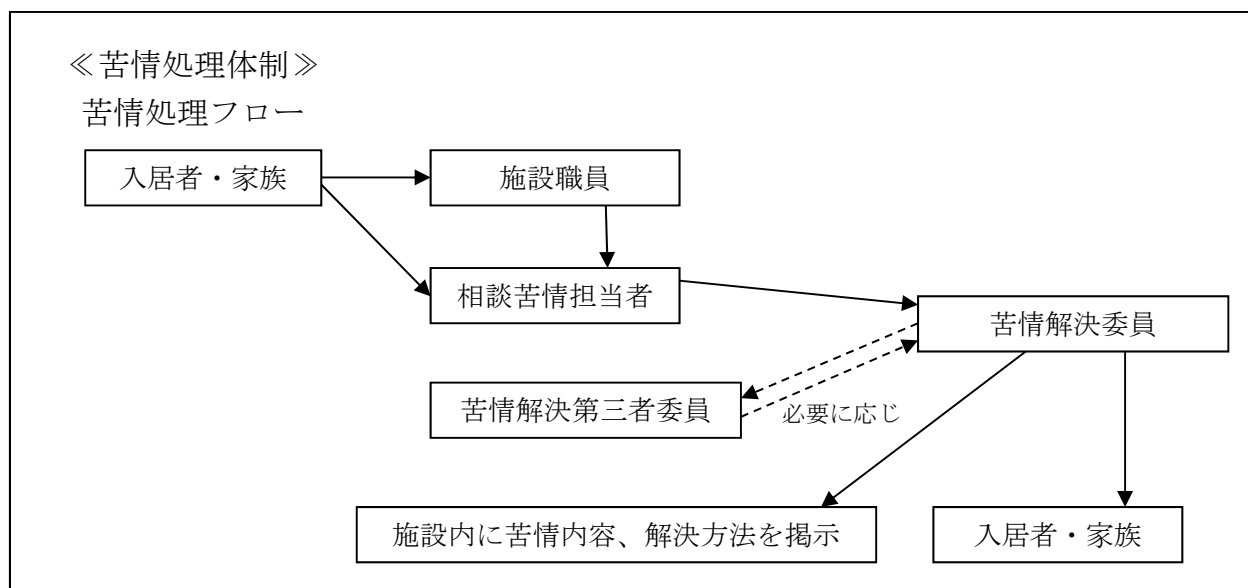 ≪苦情処理体制≫
苦情処理フロー
入居者・家族
施設職員
相談苦情担当者
苦情解決委員
苦情解決第三者委員
必要に応じ
施設内に苦情内容、解決方法を掲示
入居者・家族